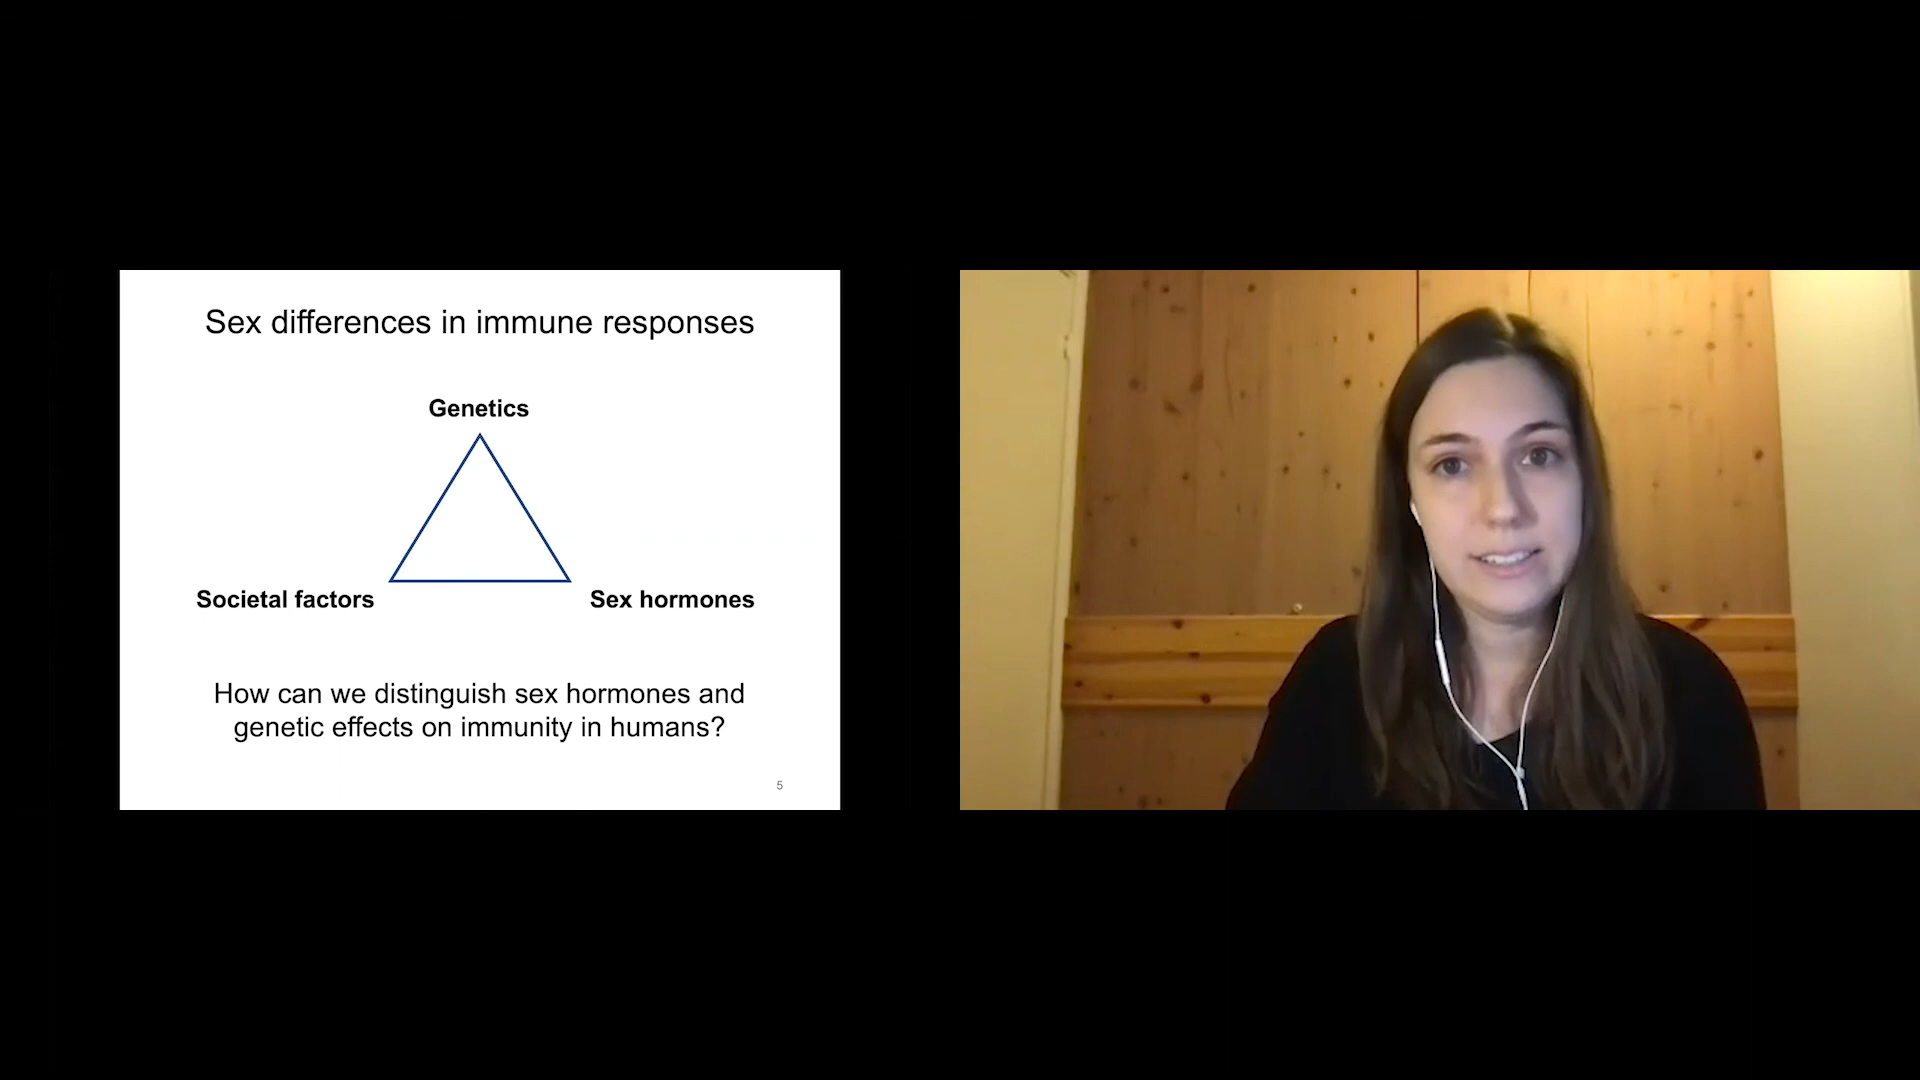 Sex differences in immune responses
Genetics
Societal factors
Sex hormones
How can we distinguish sex hormones and
genetic effects on immunity in humans?
5